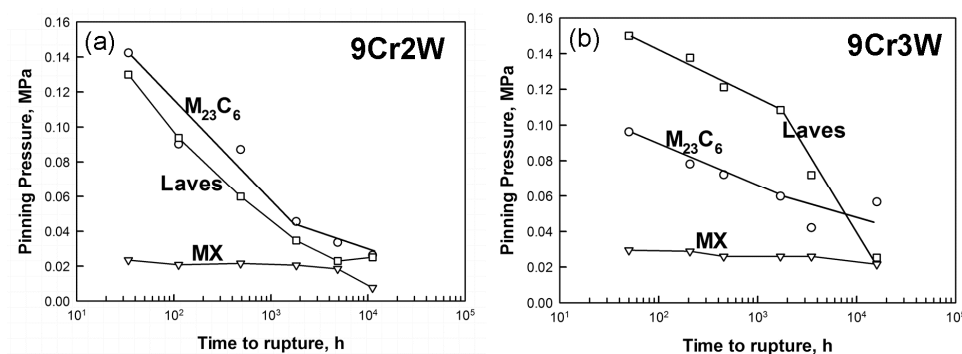 (a)
9Cr2W
Pinning Pressure, MPa
0.16
0.14
0.12
0.10
0.08
0.06
0.04
0.02
0.00
M₂₃C₆
Laves
MX
10¹ 10² 10³ 10⁴ 10⁵
Time to rupture, h
(b)
9Cr3W
Pinning Pressure, MPa
0.16
0.14
0.12
0.10
0.08
0.06
0.04
0.02
0.00
Laves
M₂₃C₆
MX
10¹ 10² 10³ 10⁴ 10⁵
Time to rupture, h